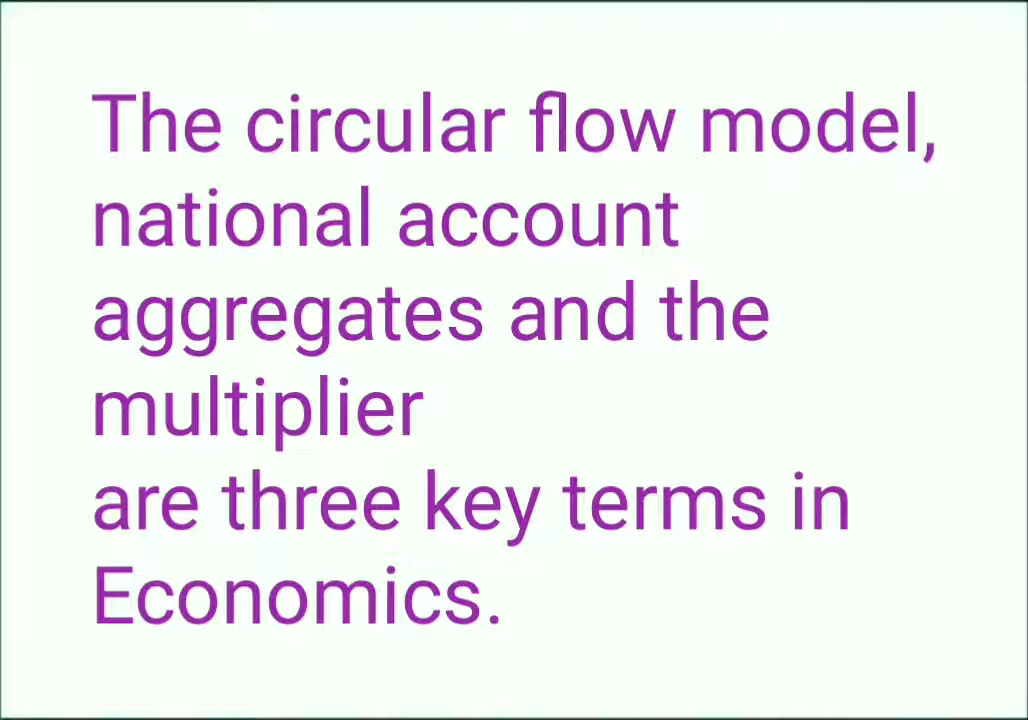 The circular flow model,
national account
aggregates and the
multiplier
are three key terms in
Economics.